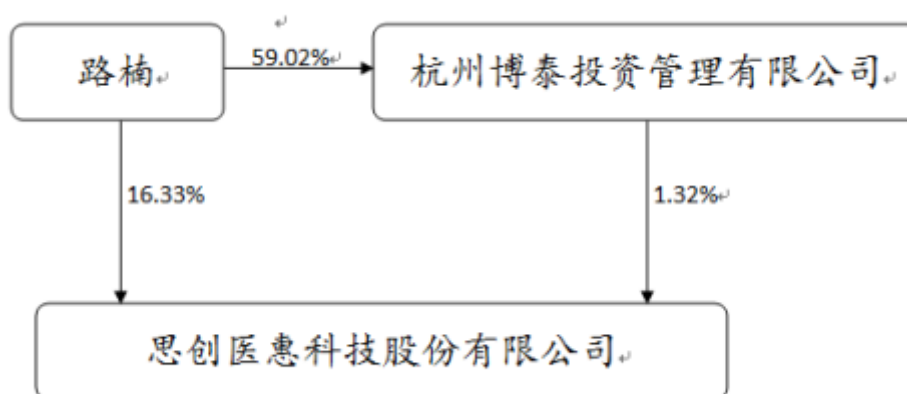 路楠
59.02%
杭州博泰投资管理有限公司
16.33%
1.32%
思创医惠科技股份有限公司